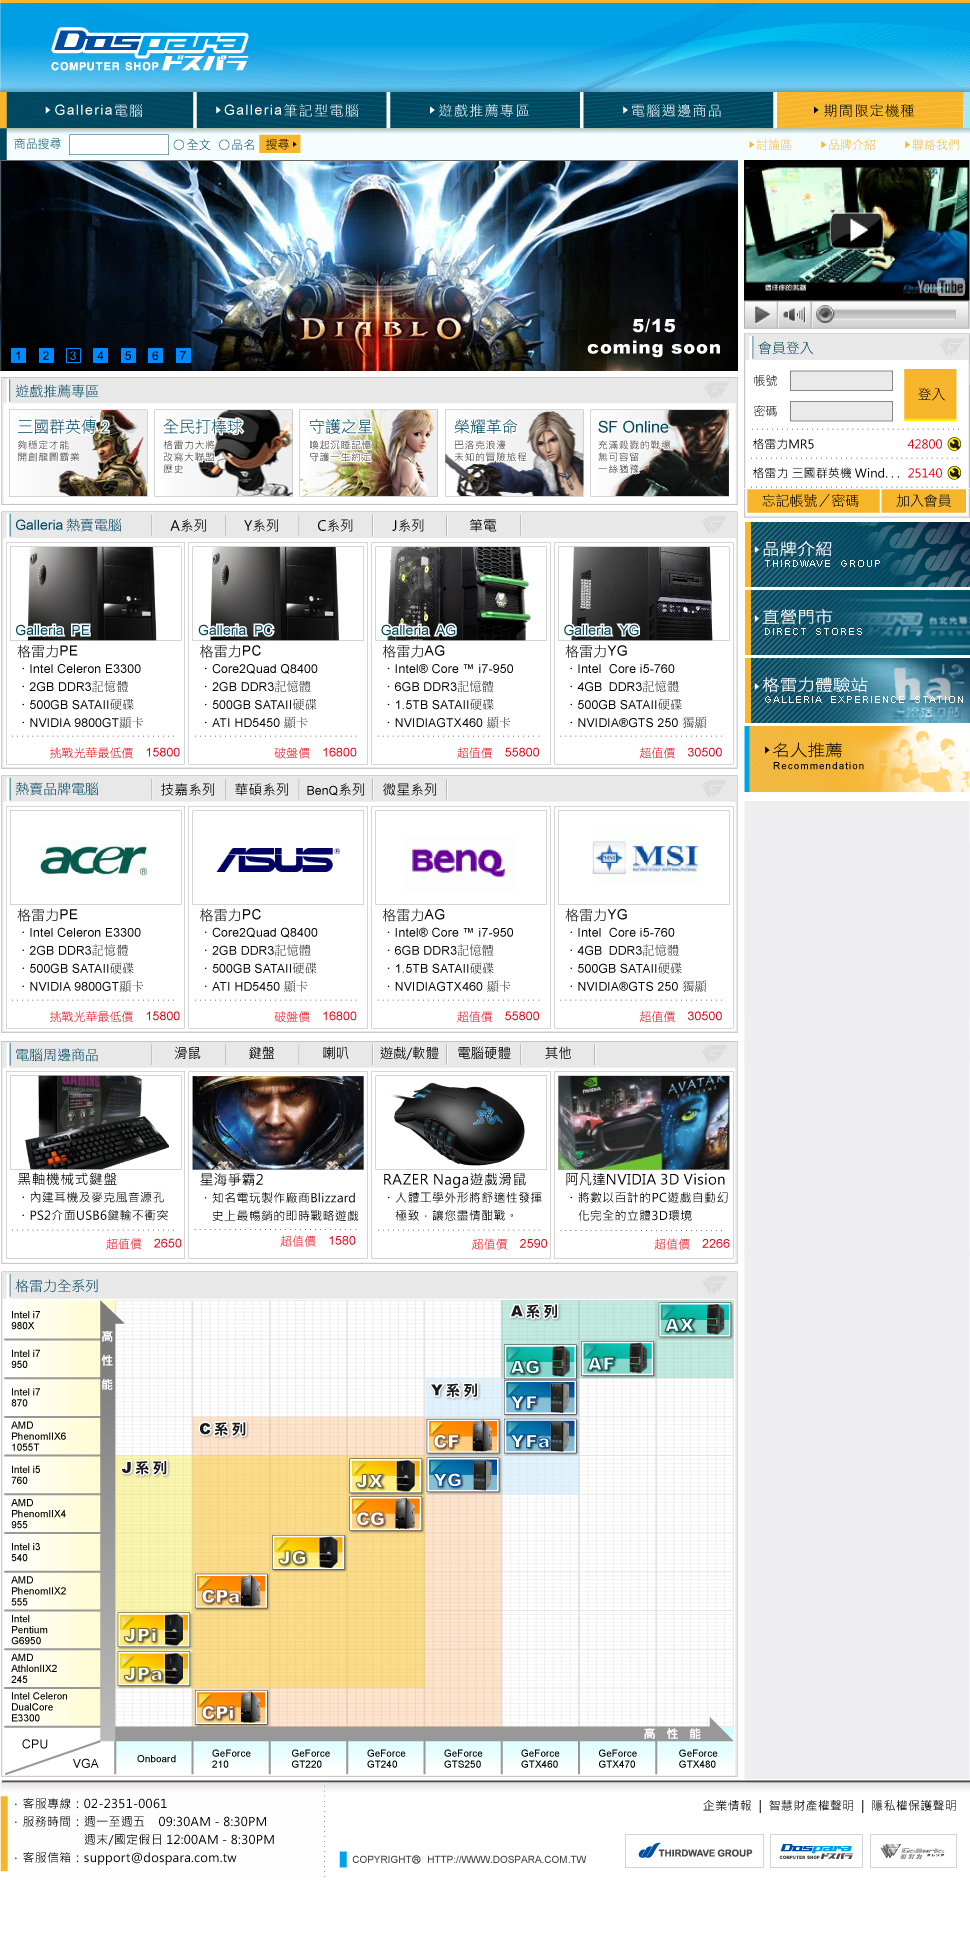 Dospara
COMPUTER SHOP ドスパラ
Galleria電腦
Galleria筆記型電腦
遊戲推薦專區
電腦週邊商品
期間限定機種
商品搜尋 全文 品名 搜尋
討論區 品牌介紹 聯絡我們
DIABLO
5/15
coming soon
1 2 3 4 5 6 7
YouTube
會員登入
帳號
密碼
登入
格雷力MR5 42800
格雷力 三國群英機 Wind... 25140
忘記帳號／密碼 加入會員
遊戲推薦專區
三國群英傳 2
夠穩定才能
開創龍圖霸業
全民打棒球
格雷力大將
改寫大聯盟
歷史
守護之星
喚起沉睡記憶
守護一生約定
榮耀革命
巴洛克浪漫
未知的冒險旅程
SF Online
充滿殺戮的戰場
無可容留
一絲猶豫
Galleria 熱賣電腦 A系列 Y系列 C系列 J系列 筆電
Galleria PE
格雷力PE
· Intel Celeron E3300
· 2GB DDR3記憶體
· 500GB SATAII硬碟
· NVIDIA 9800GT顯卡
挑戰光華最低價 15800
Galleria PC
格雷力PC
· Core2Quad Q8400
· 2GB DDR3記憶體
· 500GB SATAII硬碟
· ATI HD5450 顯卡
破盤價 16800
Galleria AG
格雷力AG
· Intel® Core ™ i7-950
· 6GB DDR3記憶體
· 1.5TB SATAII硬碟
· NVIDIAGTX460 顯卡
超值價 55800
Galleria YG
格雷力YG
· Intel Core i5-760
· 4GB DDR3記憶體
· 500GB SATAII硬碟
· NVIDIA®GTS 250 獨顯
超值價 30500
品牌介紹
THIRDWAVE GROUP
直營門市
DIRECT STORES
台北光華
格雷力體驗站
GALLERIA EXPERIENCE STATION
名人推薦
Recommendation
熱賣品牌電腦 技嘉系列 華碩系列 BenQ系列 微星系列
acer
格雷力PE
· Intel Celeron E3300
· 2GB DDR3記憶體
· 500GB SATAII硬碟
· NVIDIA 9800GT顯卡
挑戰光華最低價 15800
ASUS
格雷力PC
· Core2Quad Q8400
· 2GB DDR3記憶體
· 500GB SATAII硬碟
· ATI HD5450 顯卡
破盤價 16800
BenQ
格雷力AG
· Intel® Core ™ i7-950
· 6GB DDR3記憶體
· 1.5TB SATAII硬碟
· NVIDIAGTX460 顯卡
超值價 55800
MSI
格雷力YG
· Intel Core i5-760
· 4GB DDR3記憶體
· 500GB SATAII硬碟
· NVIDIA®GTS 250 獨顯
超值價 30500
電腦周邊商品 滑鼠 鍵盤 喇叭 遊戲/軟體 電腦硬體 其他
GAMING
黑軸機械式鍵盤
· 內建耳機及麥克風音源孔
· PS2介面USB6鍵輸不衝突
超值價 2650
星海爭霸2
· 知名電玩製作廠商Blizzard
史上最暢銷的即時戰略遊戲
超值價 1580
RAZER Naga遊戲滑鼠
· 人體工學外形將舒適性發揮
極致，讓您盡情酣戰。
超值價 2590
NVIDIA
AVATAR
阿凡達NVIDIA 3D Vision
· 將數以百計的PC遊戲自動幻
化完全的立體3D環境
超值價 2266
格雷力全系列
高性能
Intel i7
980X
Intel i7
950
Intel i7
870
AMD
PhenomIIX6
1055T
Intel i5
760
AMD
PhenomIIX4
955
Intel i3
540
AMD
PhenomIIX2
555
Intel
Pentium
G6950
AMD
AthlonIIX2
245
Intel Celeron
DualCore
E3300
A系列
AX
AG
AF
Y系列
YF
C系列
CF
YFa
J系列
JX
YG
CG
JG
CPa
JPi
JPa
CPi
高性能
CPU
VGA
Onboard
GeForce
210
GeForce
GT220
GeForce
GT240
GeForce
GTS250
GeForce
GTX460
GeForce
GTX470
GeForce
GTX480
· 客服專線：02-2351-0061
· 服務時間：週一至週五 09:30AM - 8:30PM
週末/國定假日 12:00AM - 8:30PM
· 客服信箱：support@dospara.com.tw
COPYRIGHT® HTTP://WWW.DOSPARA.COM.TW
企業情報 | 智慧財產權聲明 | 隱私權保護聲明
THIRDWAVE GROUP
Dospara
COMPUTER SHOP ドスパラ